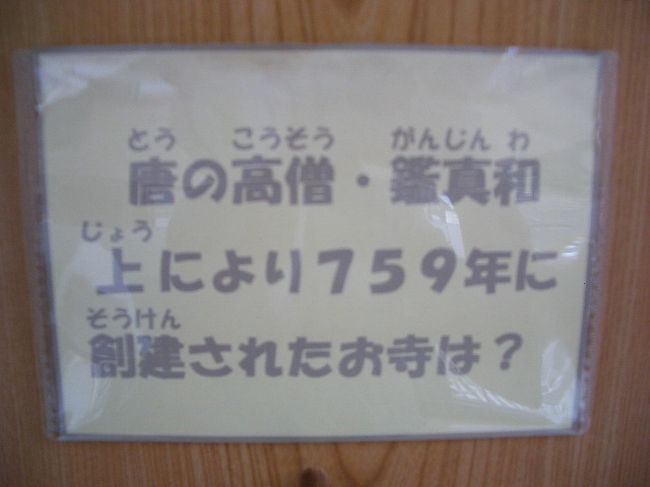 とう こうそう がんじん わ
唐の高僧・鑑真和
じょう
上により759年に
そうけん
創建されたお寺は?